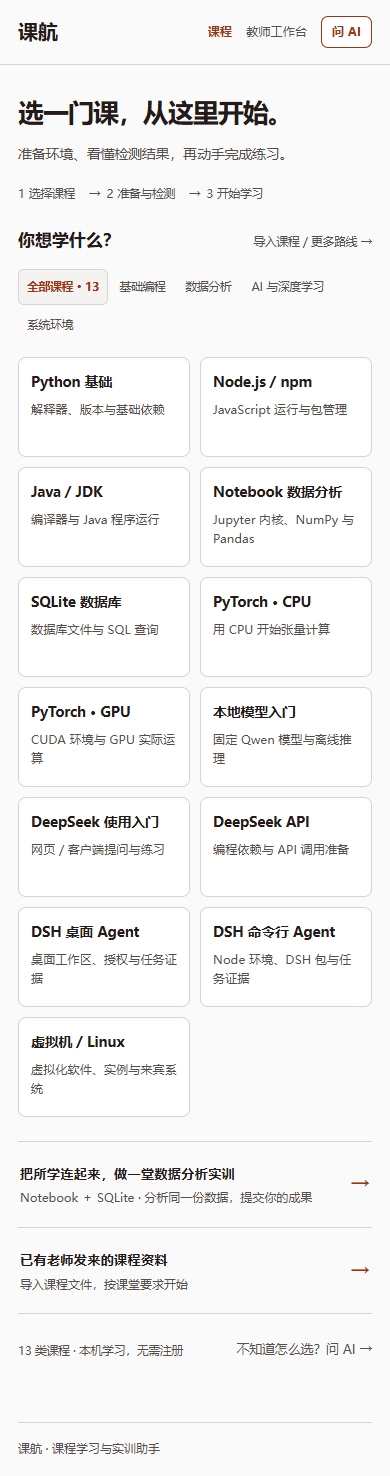 课航
课程 教师工作台 问 AI
选一门课，从这里开始。
准备环境、看懂检测结果，再动手完成练习。
1 选择课程 → 2 准备与检测 → 3 开始学习
你想学什么？
导入课程 / 更多路线 →
全部课程 · 13 基础编程 数据分析 AI 与深度学习
系统环境
Python 基础
解释器、版本与基础依赖
Node.js / npm
JavaScript 运行与包管理
Java / JDK
编译器与 Java 程序运行
Notebook 数据分析
Jupyter 内核、NumPy 与
Pandas
SQLite 数据库
数据库文件与 SQL 查询
PyTorch · CPU
用 CPU 开始张量计算
PyTorch · GPU
CUDA 环境与 GPU 实际运
算
本地模型入门
固定 Qwen 模型与离线推
理
DeepSeek 使用入门
网页 / 客户端提问与练习
DeepSeek API
编程依赖与 API 调用准备
DSH 桌面 Agent
桌面工作区、授权与任务证
据
DSH 命令行 Agent
Node 环境、DSH 包与任
务证据
虚拟机 / Linux
虚拟化软件、实例与来宾系
统
把所学连起来，做一堂数据分析实训
Notebook + SQLite · 分析同一份数据，提交你的成果
→
已有老师发来的课程资料
导入课程文件，按课堂要求开始
→
13 类课程 · 本机学习，无需注册
不知道怎么选？问 AI →
课航 · 课程学习与实训助手